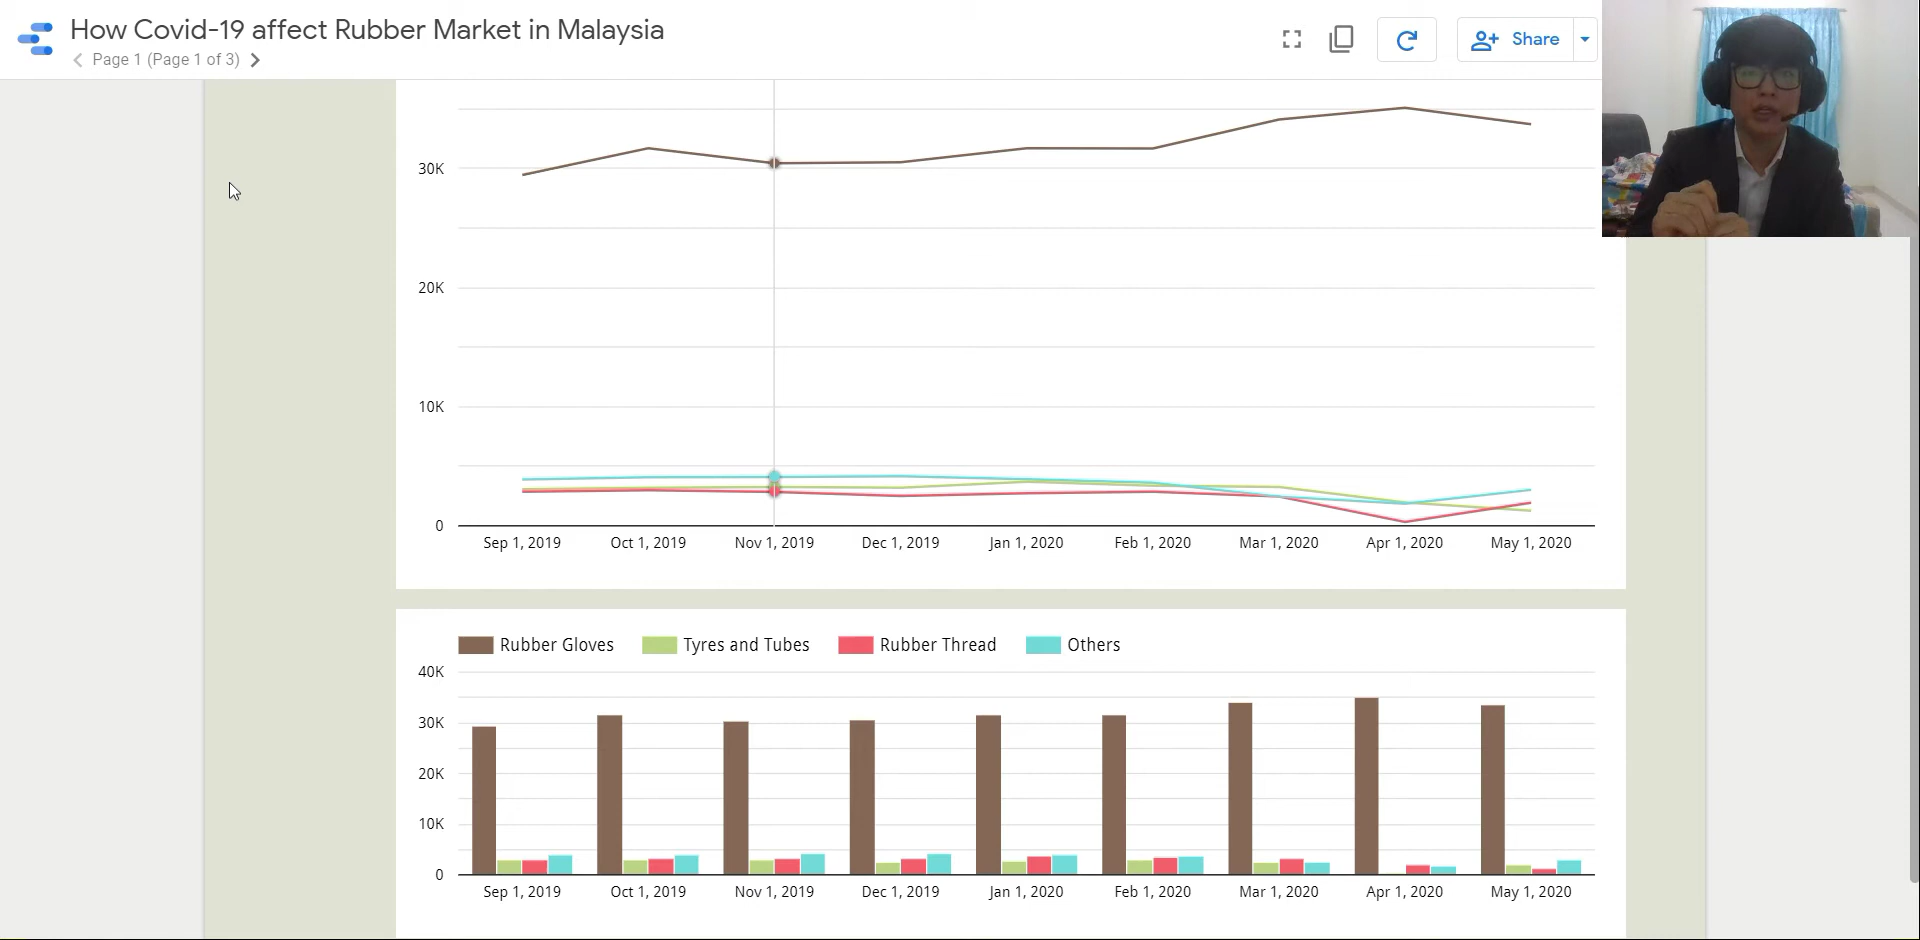 How Covid-19 affect Rubber Market in Malaysia
Page 1 (Page 1 of 3)
Share
30K
20K
10K
0
Sep 1, 2019 Oct 1, 2019 Nov 1, 2019 Dec 1, 2019 Jan 1, 2020 Feb 1, 2020 Mar 1, 2020 Apr 1, 2020 May 1, 2020
Rubber Gloves Tyres and Tubes Rubber Thread Others
40K
30K
20K
10K
0
Sep 1, 2019 Oct 1, 2019 Nov 1, 2019 Dec 1, 2019 Jan 1, 2020 Feb 1, 2020 Mar 1, 2020 Apr 1, 2020 May 1, 2020